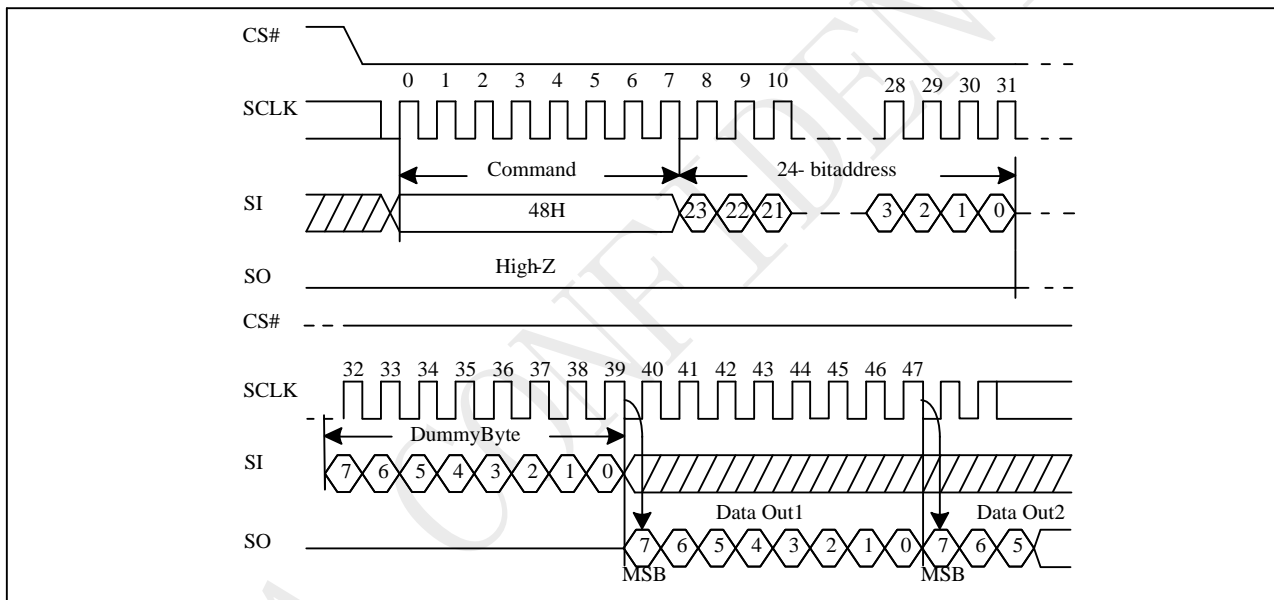 CS#
0 1 2 3 4 5 6 7 8 9 10 28 29 30 31
SCLK
Command 24- bitaddress
SI 48H 23 22 21 3 2 1 0
High-Z
SO
CS#
32 33 34 35 36 37 38 39 40 41 42 43 44 45 46 47
SCLK
DummyByte
SI 7 6 5 4 3 2 1 0
Data Out1 Data Out2
SO 7 6 5 4 3 2 1 0 7 6 5
MSB MSB